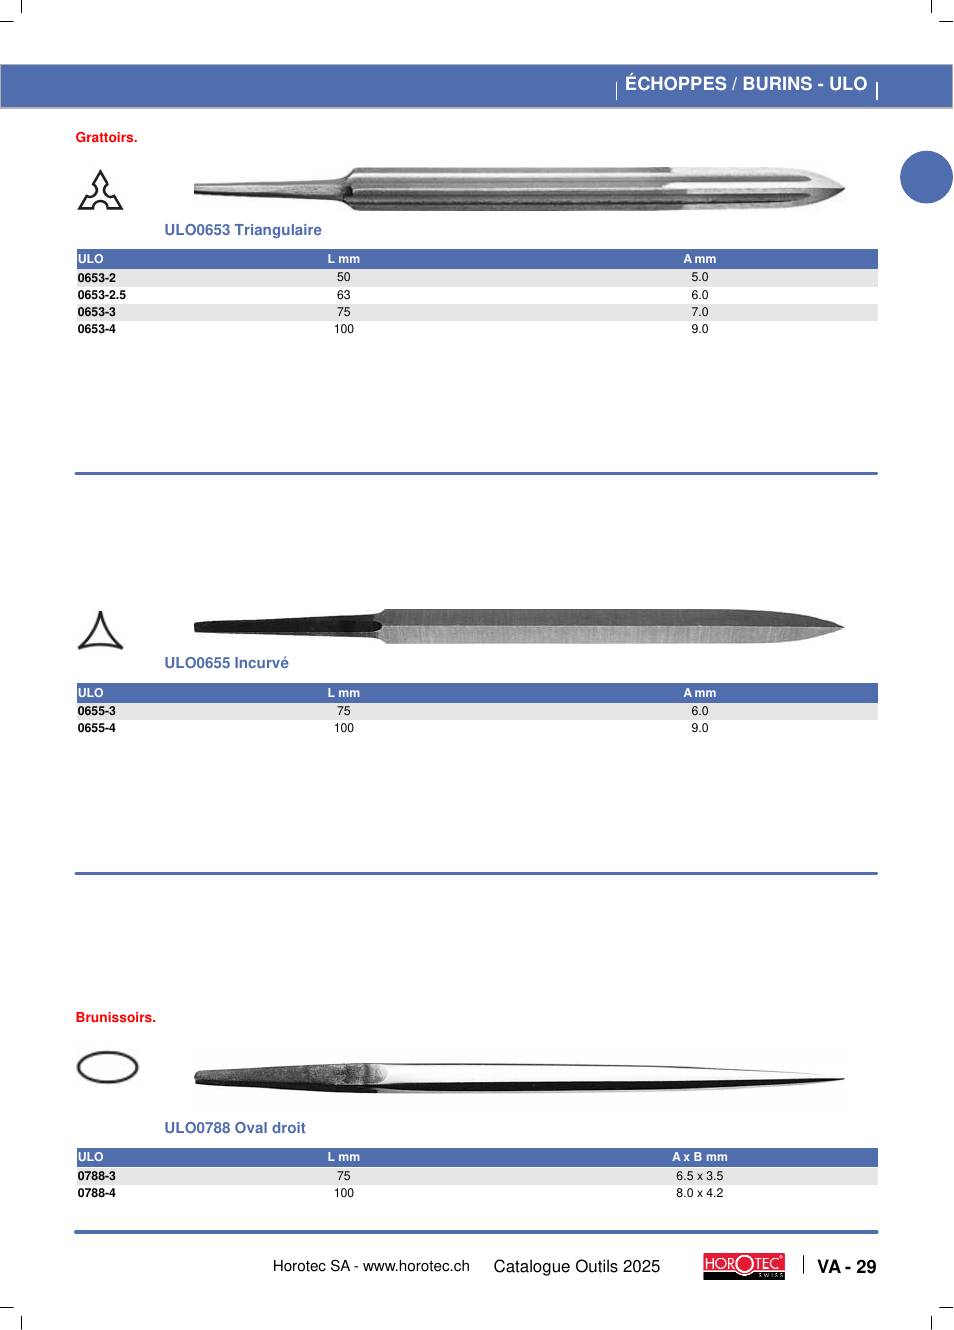 ÉCHOPPES / BURINS - ULO
Grattoirs.
ULO0653 Triangulaire
ULO L mm A mm
0653-2 50 5.0
0653-2.5 63 6.0
0653-3 75 7.0
0653-4 100 9.0
ULO0655 Incurvé
ULO L mm A mm
0655-3 75 6.0
0655-4 100 9.0
Brunissoirs.
ULO0788 Oval droit
ULO L mm A x B mm
0788-3 75 6.5 x 3.5
0788-4 100 8.0 x 4.2
Horotec SA - www.horotec.ch Catalogue Outils 2025 HOROTEC SWISS VA - 29